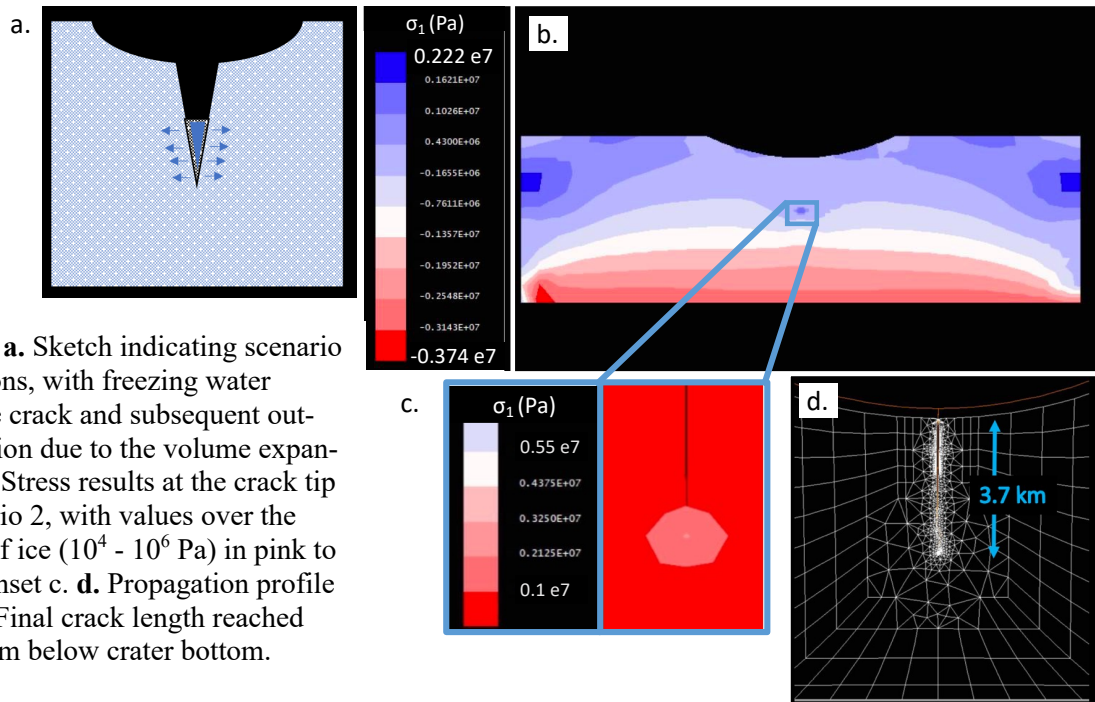 a.
σ₁ (Pa)
0.222 e7
0.1621E+07
0.1026E+07
0.4300E+06
-0.1655E+06
-0.7611E+06
-0.1357E+07
-0.1952E+07
-0.2548E+07
-0.3143E+07
-0.374 e7
b.
a. Sketch indicating scenario
ons, with freezing water
e crack and subsequent out-
ion due to the volume expan-
Stress results at the crack tip
io 2, with values over the
f ice (10⁴ - 10⁶ Pa) in pink to
nset c. d. Propagation profile
Final crack length reached
m below crater bottom.
c.
σ₁ (Pa)
0.55 e7
0.4375E+07
0.3250E+07
0.2125E+07
0.1 e7
d.
3.7 km